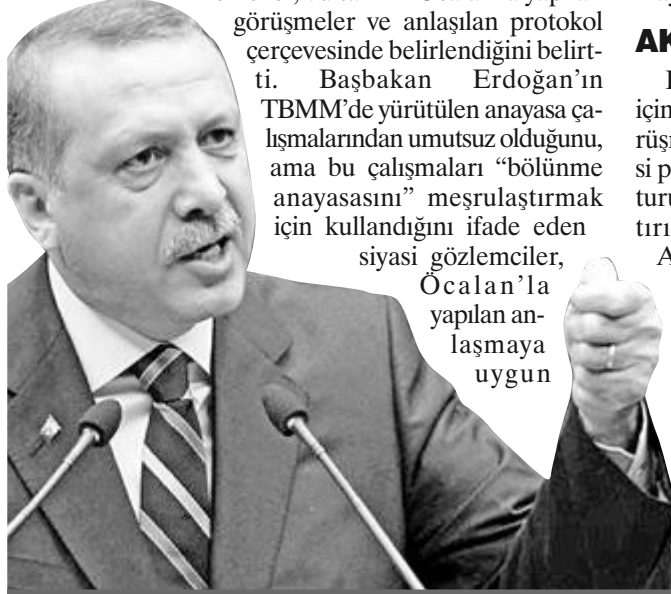 görüşmeler ve anlaşılan protokol
çerçevesinde belirlendiğini belirt-
ti. Başbakan Erdoğan’ın
TBMM’de yürütülen anayasa ça-
lışmalarından umutsuz olduğunu,
ama bu çalışmaları “bölünme
anayasasını” meşrulaştırmak
için kullandığını ifade eden
siyasi gözlemciler,
Öcalan’la
yapılan an-
laşmaya
uygun
AK
için
rüşm
si p
turu
tırı
A